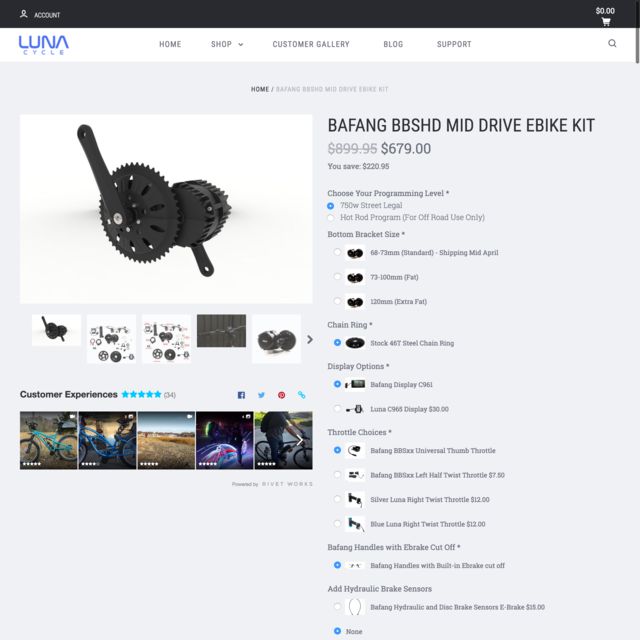 ACCOUNT
$0.00
LUNA
CYCLE
HOME
SHOP
CUSTOMER GALLERY
BLOG
SUPPORT
HOME / BAFANG BBSHD MID DRIVE EBIKE KIT
BAFANG BBSHD MID DRIVE EBIKE KIT
$899.95 $679.00
You save: $220.95
Choose Your Programming Level *
750w Street Legal
Hot Rod Program (For Off Road Use Only)
Bottom Bracket Size *
68-73mm (Standard) - Shipping Mid April
73-100mm (Fat)
120mm (Extra Fat)
Chain Ring *
Stock 46T Steel Chain Ring
Display Options *
Bafang Display C961
Luna C965 Display $30.00
Throttle Choices *
Bafang BBSxx Universal Thumb Throttle
Bafang BBSxx Left Half Twist Throttle $7.50
Silver Luna Right Twist Throttle $12.00
Blue Luna Right Twist Throttle $12.00
Bafang Handles with Ebrake Cut Off *
Bafang Handles with Built-in Ebrake cut off
Add Hydraulic Brake Sensors
Bafang Hydraulic and Disc Brake Sensors E-Brake $15.00
None
Customer Experiences
(34)
Powered by RIVET WORKS